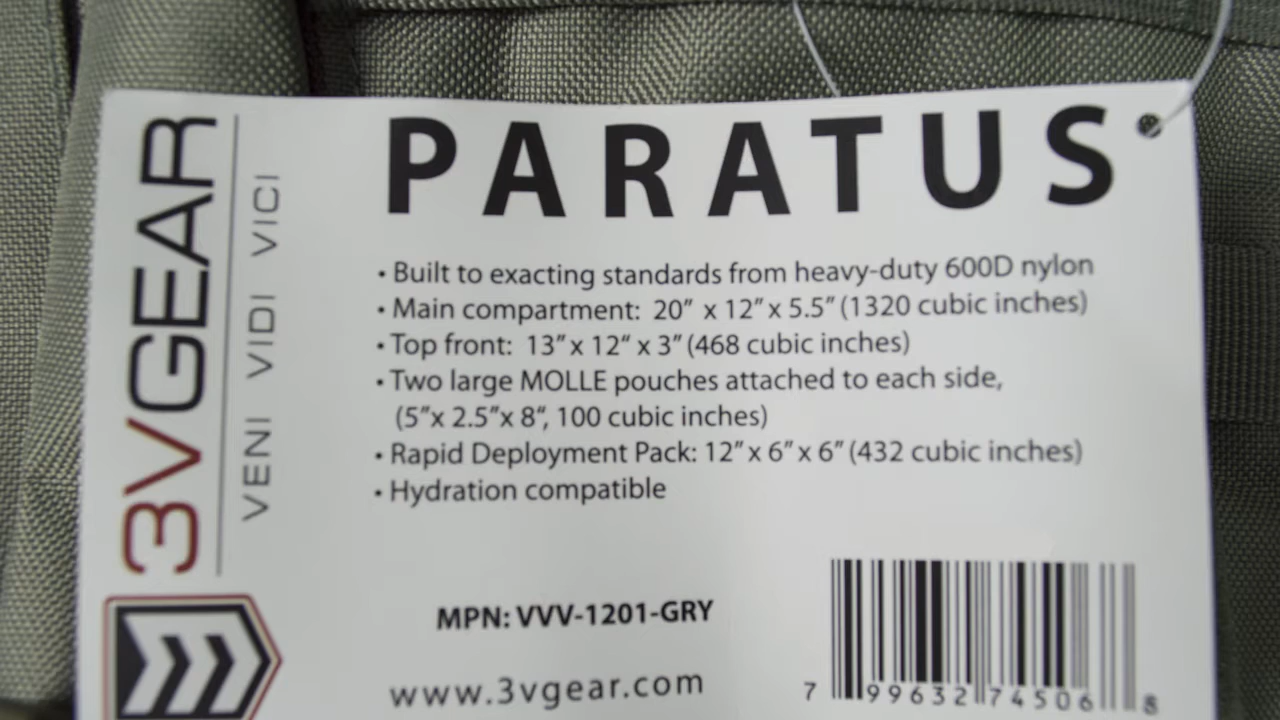 3VGEAR
VENI VIDI VICI
PARATUS
• Built to exacting standards from heavy-duty 600D nylon
• Main compartment: 20" x 12" x 5.5" (1320 cubic inches)
• Top front: 13" x 12" x 3" (468 cubic inches)
• Two large MOLLE pouches attached to each side,
(5"x 2.5"x 8", 100 cubic inches)
• Rapid Deployment Pack: 12" x 6" x 6" (432 cubic inches)
• Hydration compatible
MPN: VVV-1201-GRY
www.3vgear.com
7 99632 74506 8